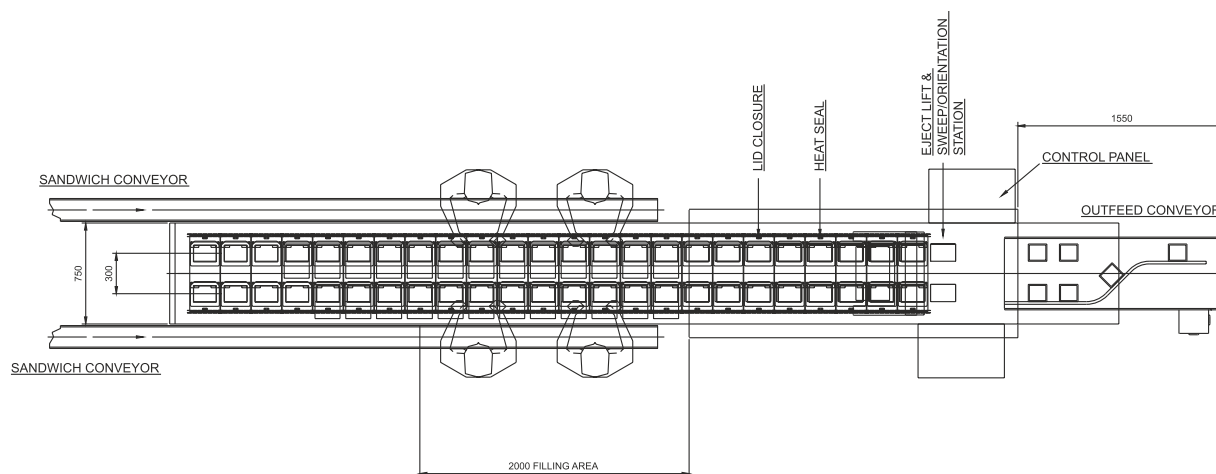 LID CLOSURE
HEAT SEAL
EJECT LIFT &
SWEEP/ORIENTATION
STATION
1550
CONTROL PANEL
SANDWICH CONVEYOR
OUTFEED CONVEYOR
750
300
SANDWICH CONVEYOR
2000 FILLING AREA